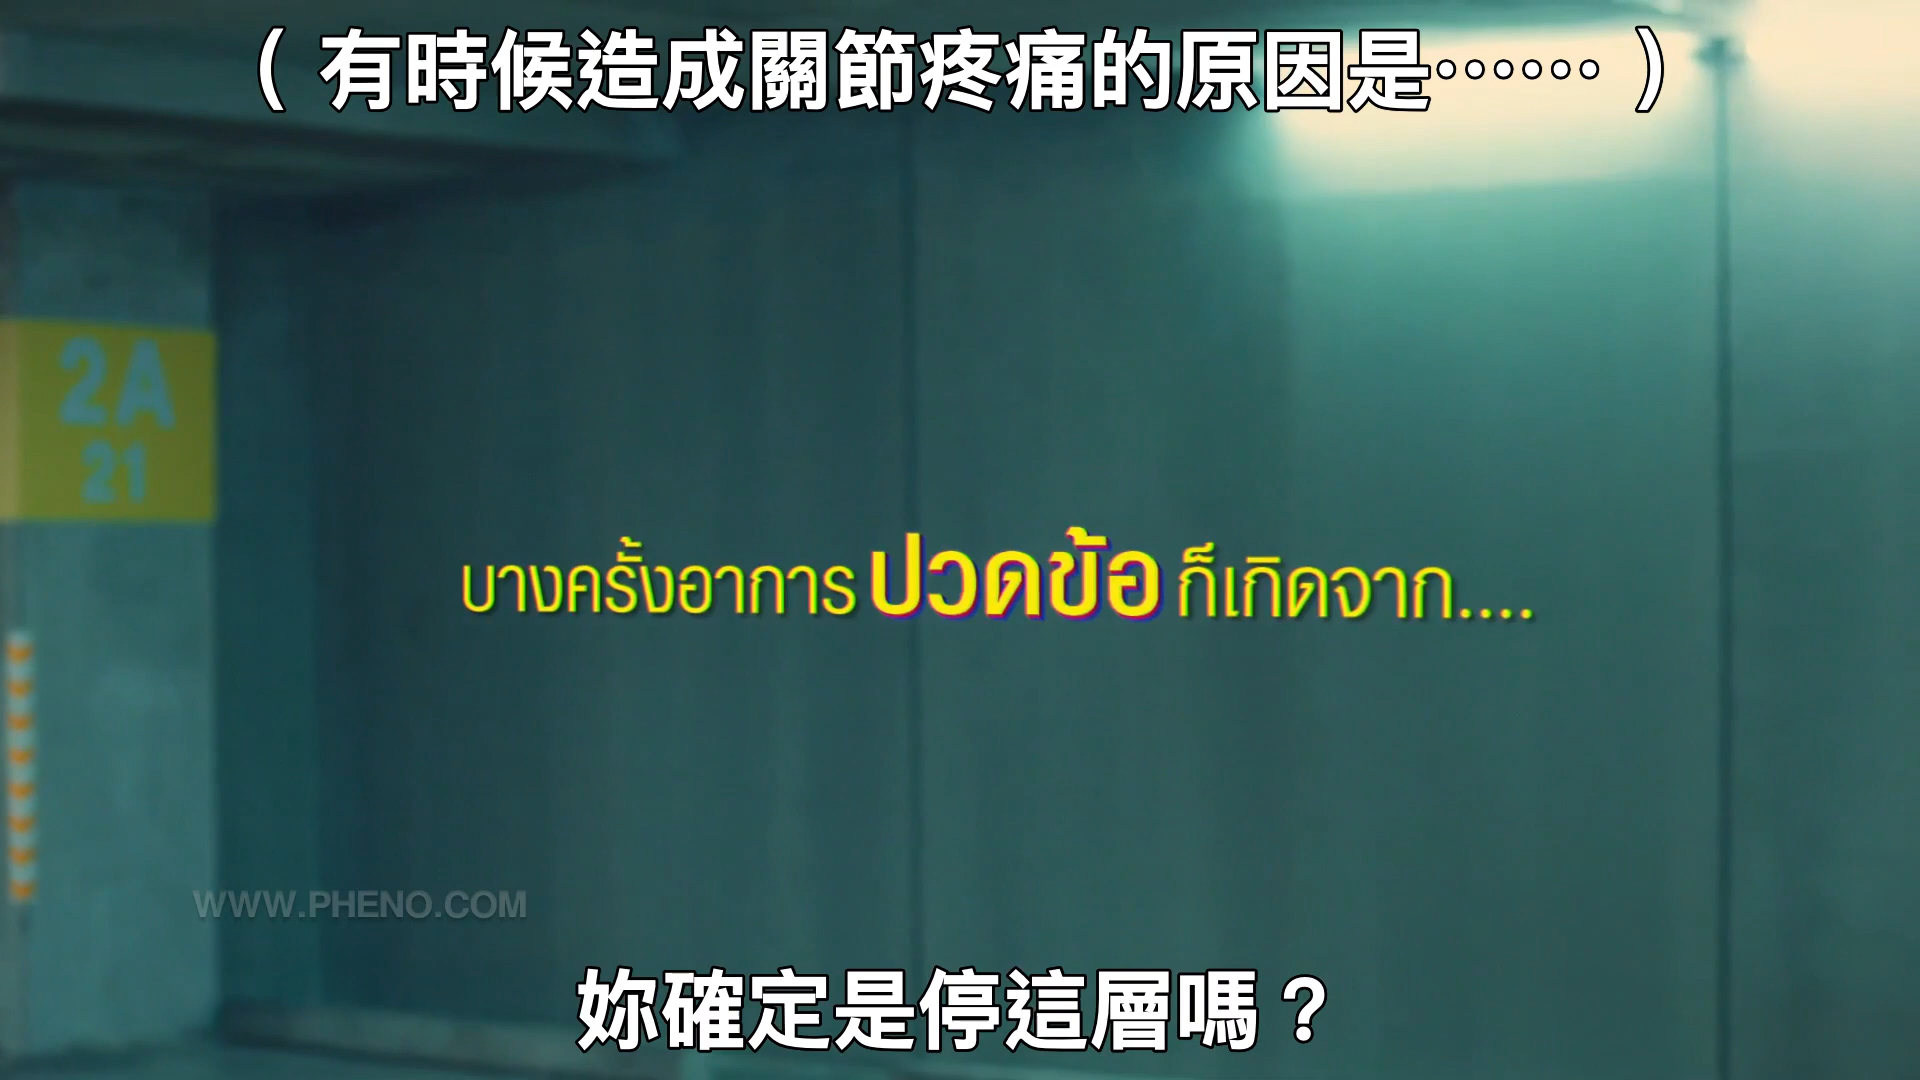 （有時候造成關節疼痛的原因是⋯⋯）
2A
21
บางครั้งอาการปวดข้อก็เกิดจาก....
WWW.PHENO.COM
妳確定是停這層嗎？